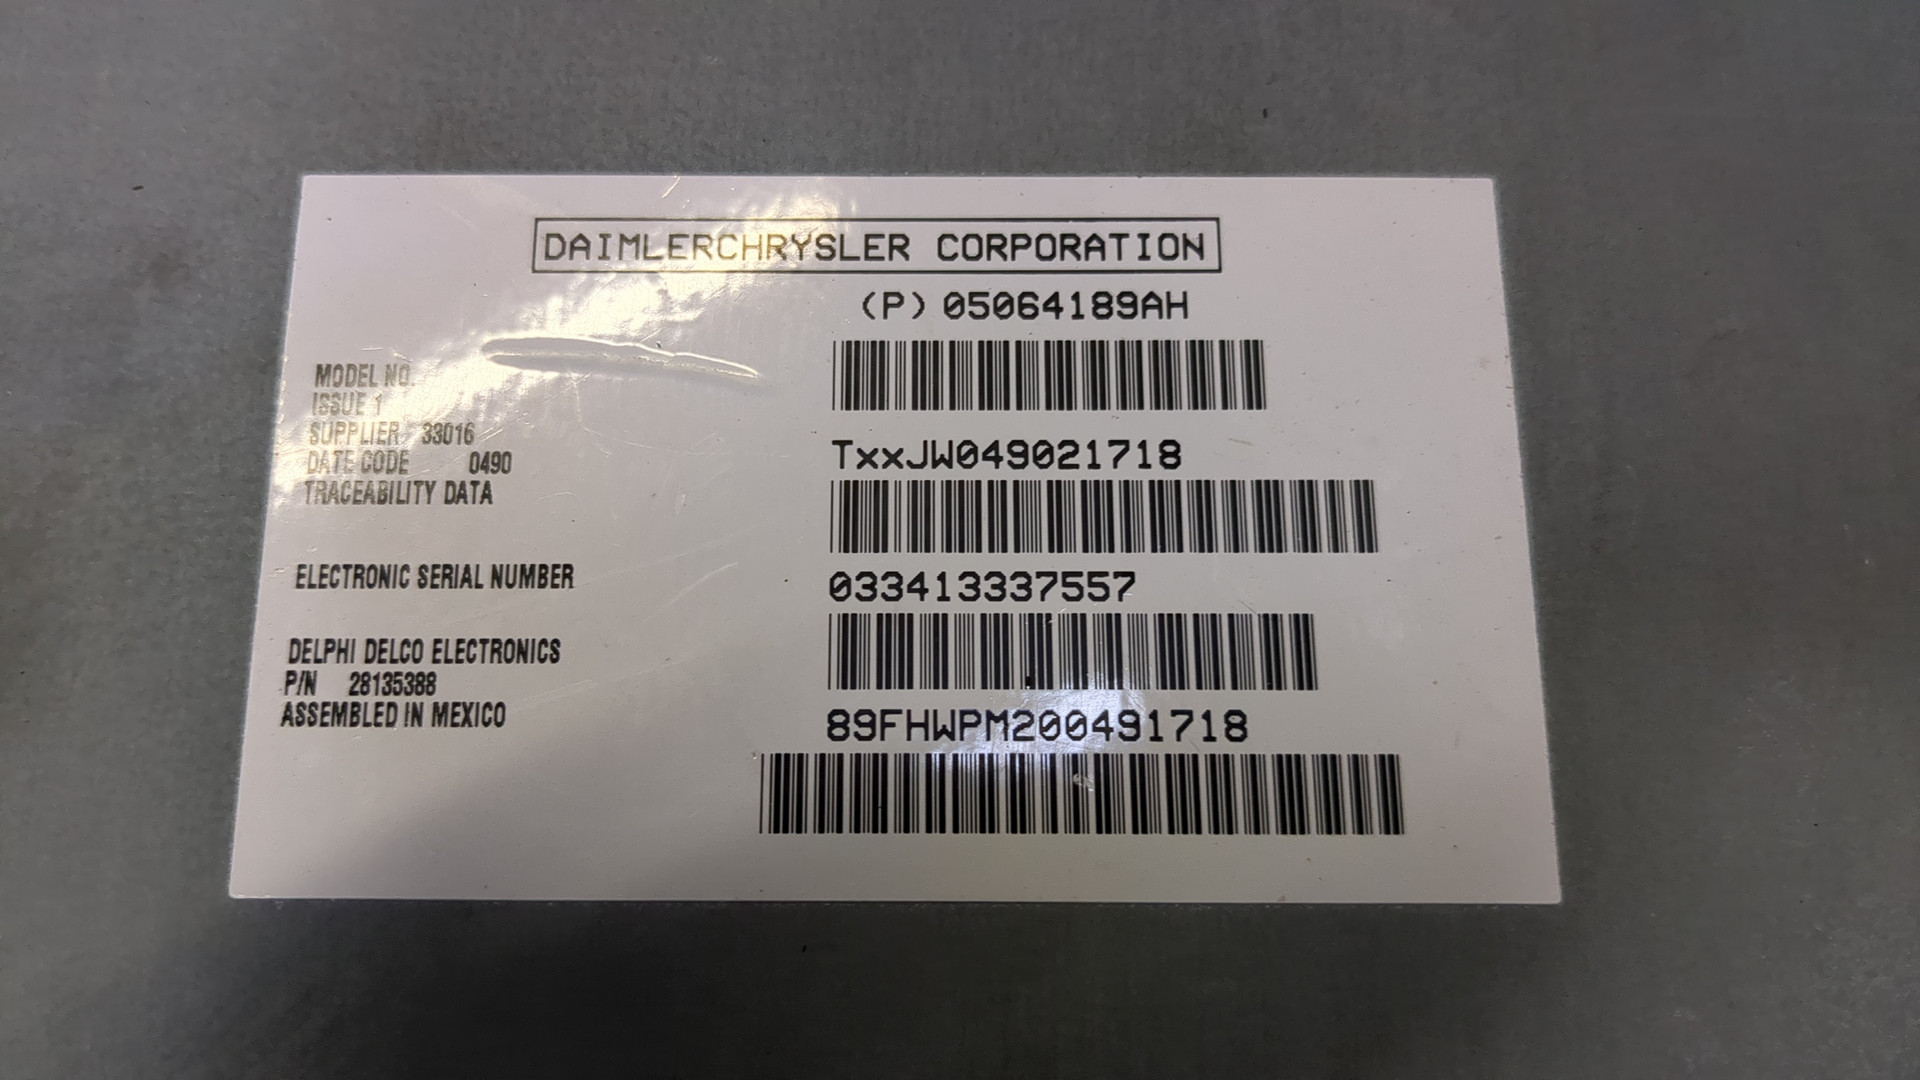 DAIMLERCHRYSLER CORPORATION
(P) 05064189AH
MODEL NO.
ISSUE 1
SUPPLIER 33016
DATE CODE 0490
TRACEABILITY DATA
TxxJW049021718
ELECTRONIC SERIAL NUMBER
033413337557
DELPHI DELCO ELECTRONICS
P/N 28135388
ASSEMBLED IN MEXICO
89FHWPM200491718